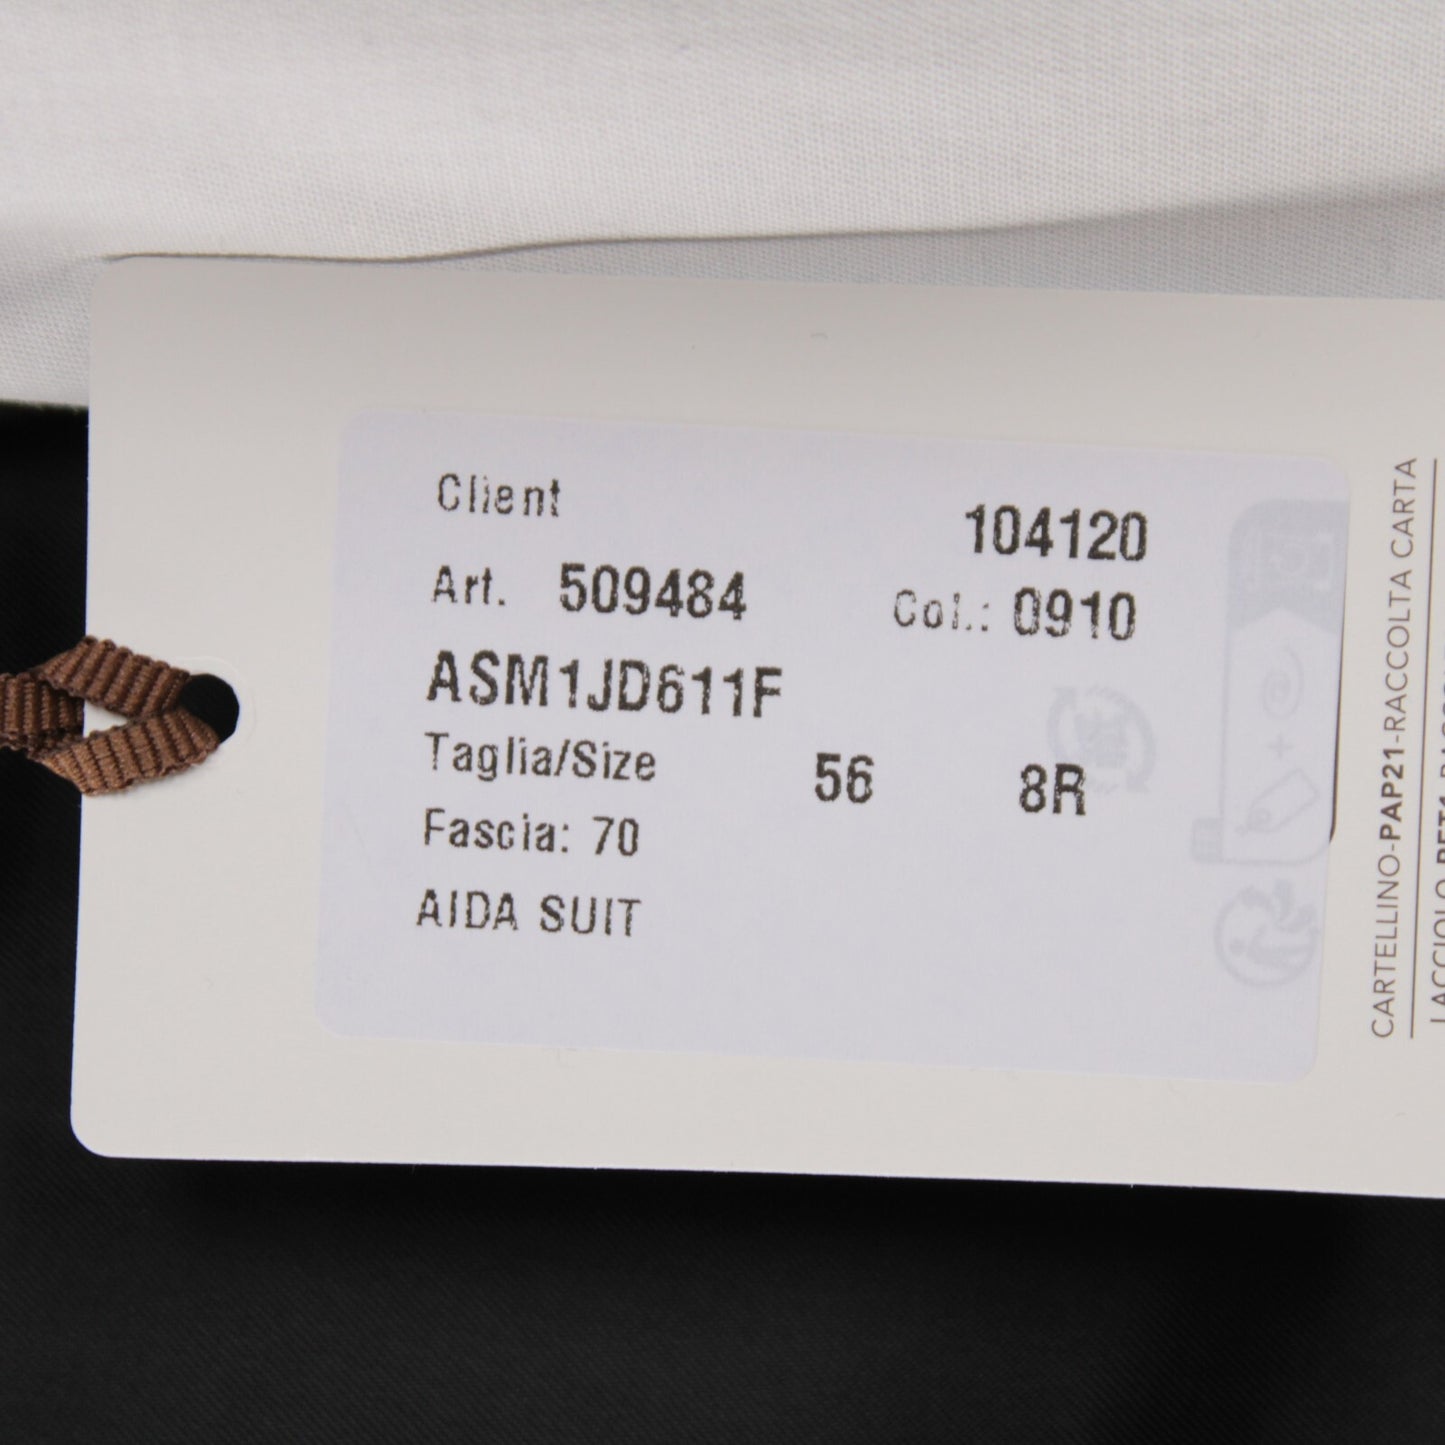 Client
104120
Art. 509484 Col.: 0910
ASM1JD611F
Taglia/Size 56 8R
Fascia: 70
AIDA SUIT
CARTELLINO-PAP21-RACCOLTA CARTA